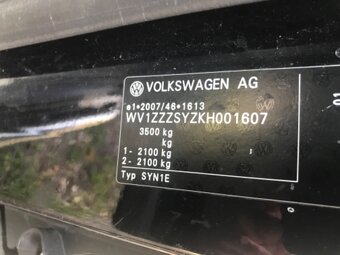 VOLKSWAGEN AG
e1*2007/46*1613
WV1ZZZSYZKH001607
3500 kg
kg
1- 2100 kg
2- 2100 kg
Typ SYN1E